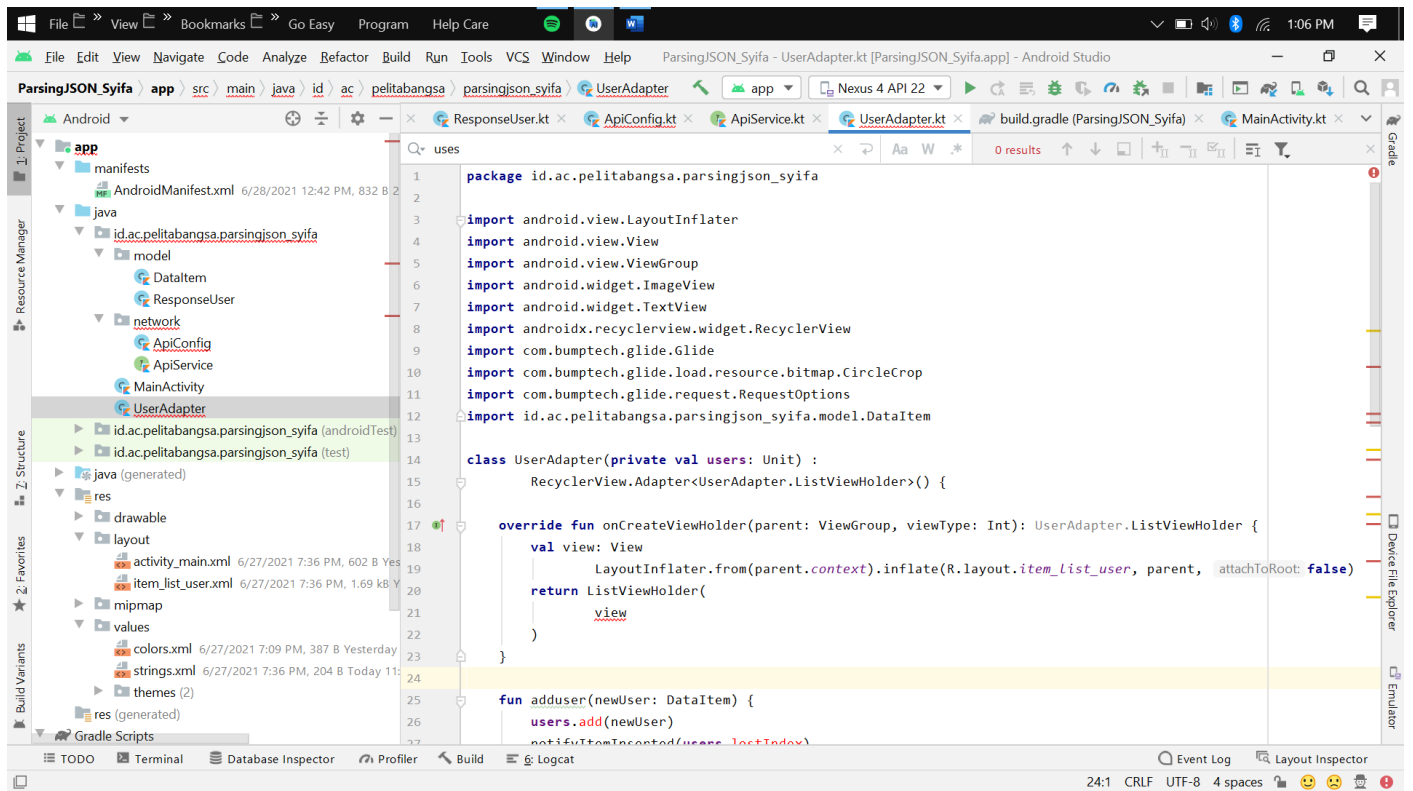 File » View » Bookmarks » Go Easy Program Help Care 1:06 PM
File Edit View Navigate Code Analyze Refactor Build Run Tools VCS Window Help ParsingJSON_Syifa - UserAdapter.kt [ParsingJSON_Syifa.app] - Android Studio
ParsingJSON_Syifa app src main java id ac pelitabangsa parsingjson_syifa UserAdapter app Nexus 4 API 22
Android
ResponseUser.kt ApiConfig.kt ApiService.kt UserAdapter.kt build.gradle (ParsingJSON_Syifa) MainActivity.kt
uses Aa W .* 0 results
1: Project
Resource Manager
7: Structure
2: Favorites
Build Variants
app
manifests
AndroidManifest.xml 6/28/2021 12:42 PM, 832 B 2
java
id.ac.pelitabangsa.parsingjson_syifa
model
DataItem
ResponseUser
network
ApiConfig
ApiService
MainActivity
UserAdapter
id.ac.pelitabangsa.parsingjson_syifa (androidTest)
id.ac.pelitabangsa.parsingjson_syifa (test)
java (generated)
res
drawable
layout
activity_main.xml 6/27/2021 7:36 PM, 602 B Yes
item_list_user.xml 6/27/2021 7:36 PM, 1.69 kB Y
mipmap
values
colors.xml 6/27/2021 7:09 PM, 387 B Yesterday
strings.xml 6/27/2021 7:36 PM, 204 B Today 11:
themes (2)
res (generated)
Gradle Scripts
1 package id.ac.pelitabangsa.parsingjson_syifa
2
3 import android.view.LayoutInflater
4 import android.view.View
5 import android.view.ViewGroup
6 import android.widget.ImageView
7 import android.widget.TextView
8 import androidx.recyclerview.widget.RecyclerView
9 import com.bumptech.glide.Glide
10 import com.bumptech.glide.load.resource.bitmap.CircleCrop
11 import com.bumptech.glide.request.RequestOptions
12 import id.ac.pelitabangsa.parsingjson_syifa.model.DataItem
13
14 class UserAdapter(private val users: Unit) :
15 RecyclerView.Adapter<UserAdapter.ListViewHolder>() {
16
17 override fun onCreateViewHolder(parent: ViewGroup, viewType: Int): UserAdapter.ListViewHolder {
18 val view: View
19 LayoutInflater.from(parent.context).inflate(R.layout.item_list_user, parent, attachToRoot: false)
20 return ListViewHolder(
21 view
22 )
23 }
24
25 fun adduser(newUser: DataItem) {
26 users.add(newUser)
27 notifyItemInserted(users.lastIndex)
Gradle
Device File Explorer
Emulator
TODO Terminal Database Inspector Profiler Build 6: Logcat Event Log Layout Inspector
24:1 CRLF UTF-8 4 spaces